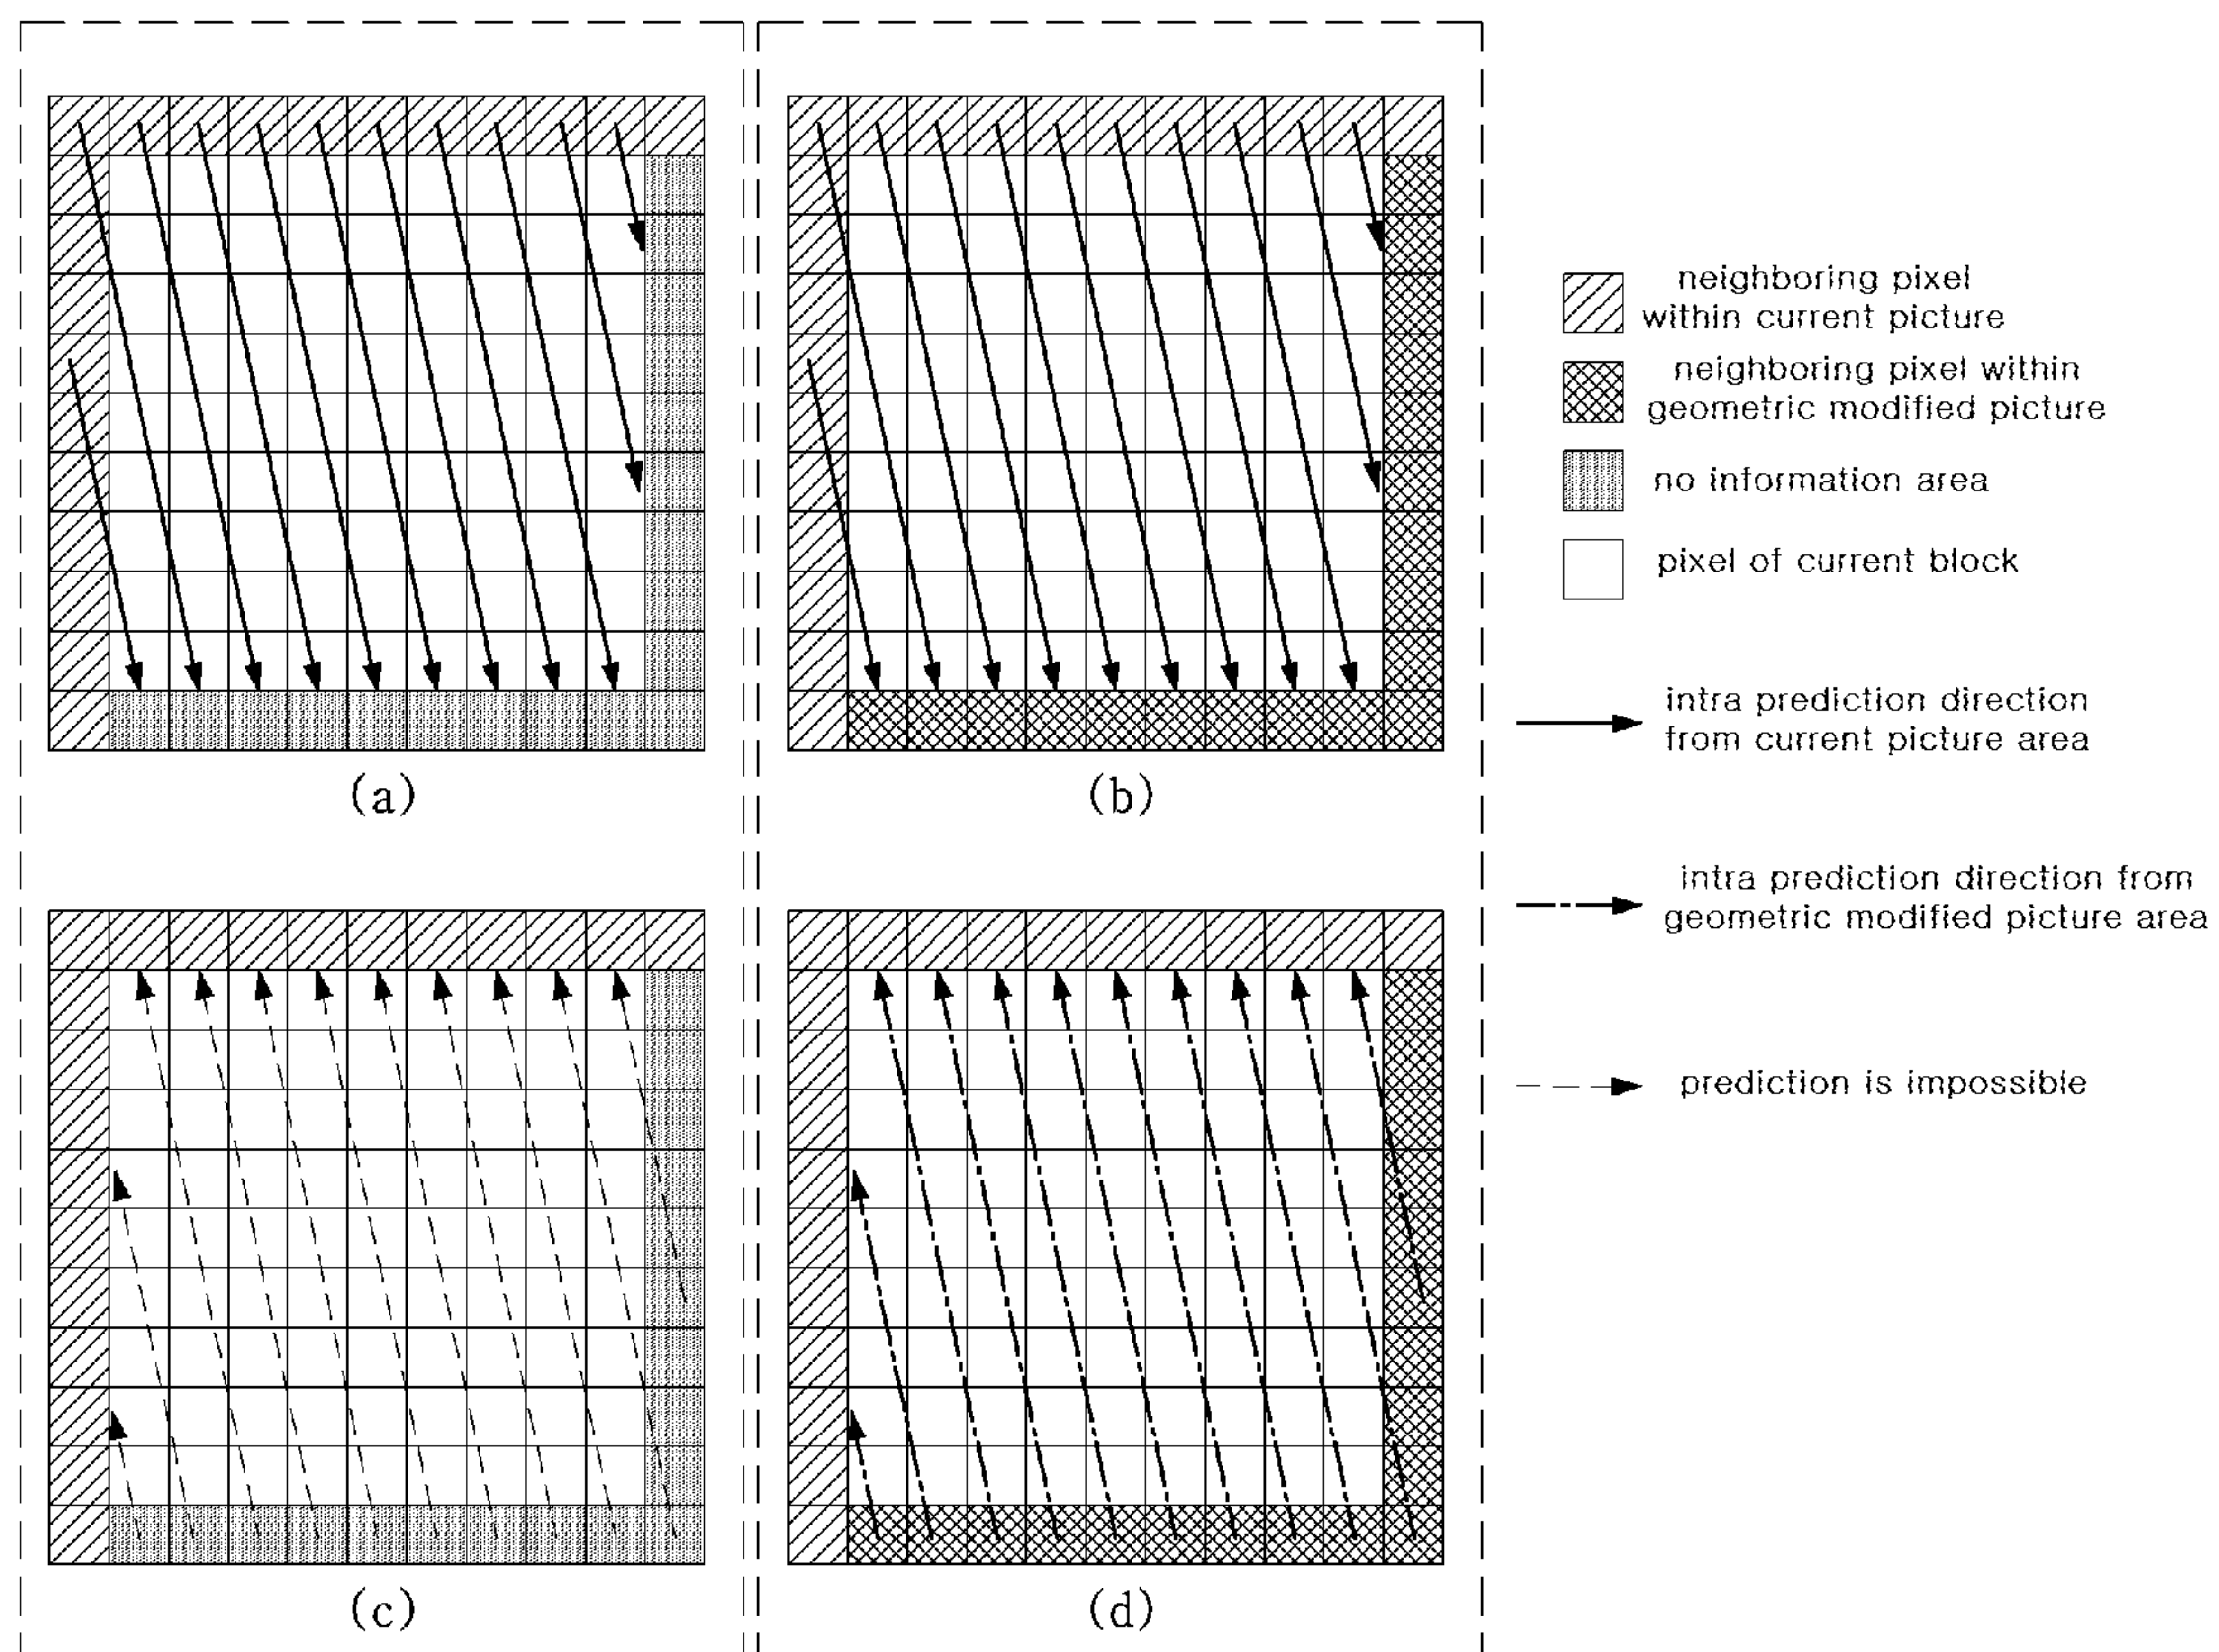 (a)
(b)
(c)
(d)
neighboring pixel
within current picture
neighboring pixel within
geometric modified picture
no information area
pixel of current block
intra prediction direction
from current picture area
intra prediction direction from
geometric modified picture area
prediction is impossible